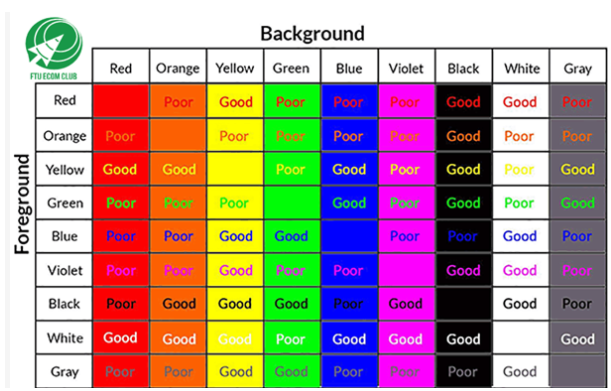 Background
FTU ECOM CLUB
Red Orange Yellow Green Blue Violet Black White Gray
Foreground
Red Poor Good Poor Poor Poor Good Good Poor
Orange Poor Poor Poor Poor Poor Good Poor Poor
Yellow Good Good Poor Good Poor Good Poor Good
Green Poor Poor Poor Good Poor Good Poor Good
Blue Poor Poor Good Good Poor Poor Good Poor
Violet Poor Poor Good Poor Poor Good Good Poor
Black Poor Good Good Good Poor Good Good Poor
White Good Good Good Poor Good Good Good Good
Gray Poor Poor Good Good Poor Poor Poor Good